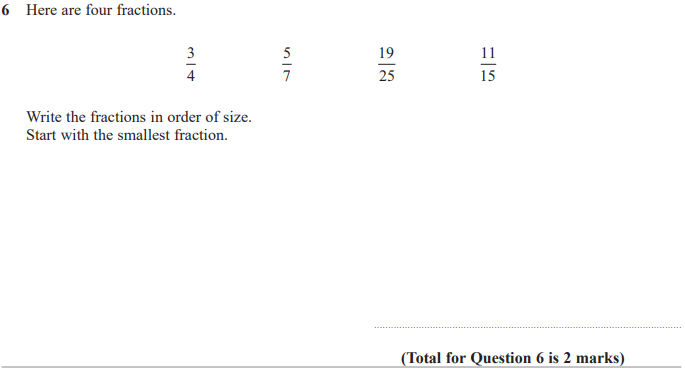 6 Here are four fractions.
3/4 5/7 19/25 11/15
Write the fractions in order of size.
Start with the smallest fraction.
(Total for Question 6 is 2 marks)